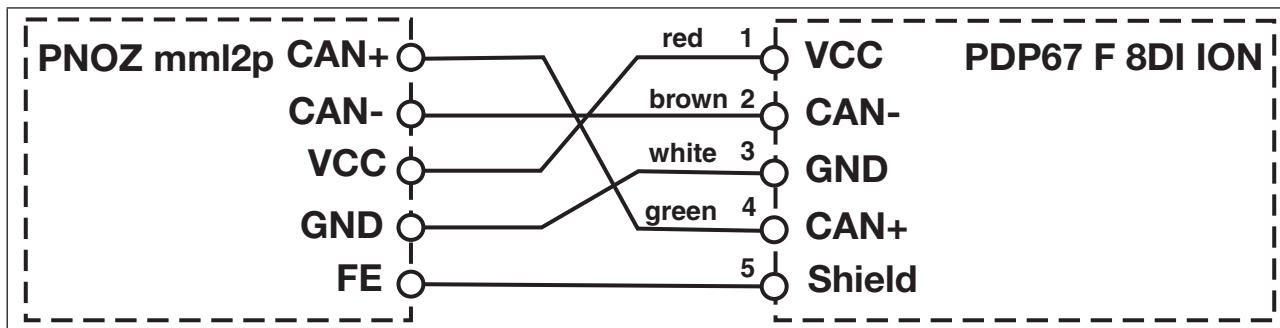 PNOZ mml2p CAN+ red 1 VCC PDP67 F 8DI ION
CAN- brown 2 CAN-
VCC white 3 GND
GND green 4 CAN+
FE 5 Shield